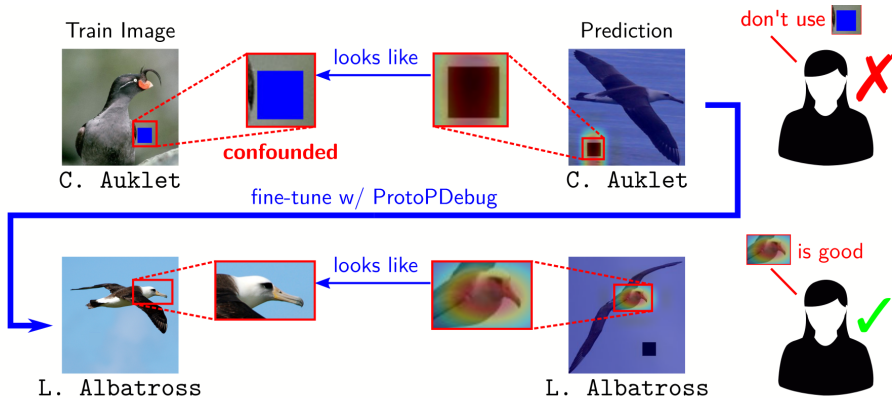 Train Image
Prediction
don't use
looks like
confounded
C. Auklet
C. Auklet
fine-tune w/ ProtoPDebug
looks like
is good
L. Albatross
L. Albatross